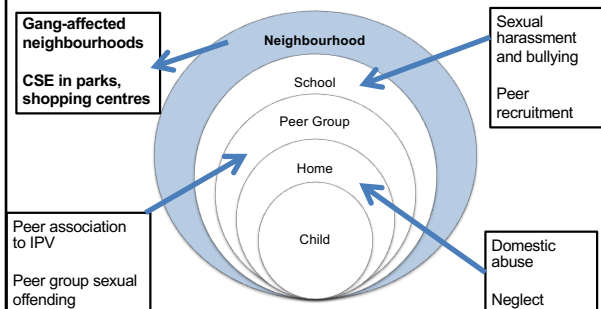 Gang-affected
neighbourhoods
CSE in parks,
shopping centres
Neighbourhood
School
Peer Group
Home
Child
Sexual
harassment
and bullying
Peer
recruitment
Peer association
to IPV
Peer group sexual
offending
Domestic
abuse
Neglect